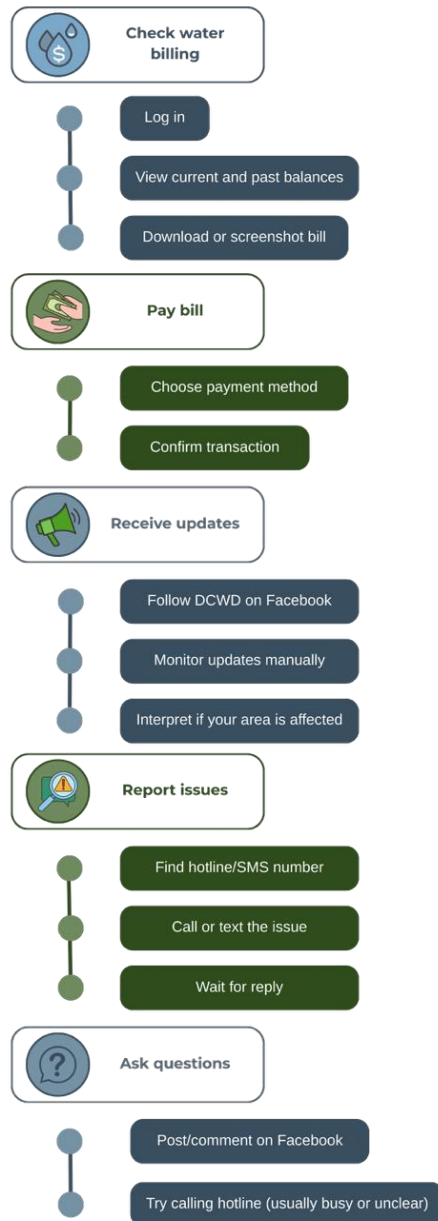 Check water
billing
Log in
View current and past balances
Download or screenshot bill
Pay bill
Choose payment method
Confirm transaction
Receive updates
Follow DCWD on Facebook
Monitor updates manually
Interpret if your area is affected
Report issues
Find hotline/SMS number
Call or text the issue
Wait for reply
Ask questions
Post/comment on Facebook
Try calling hotline (usually busy or unclear)